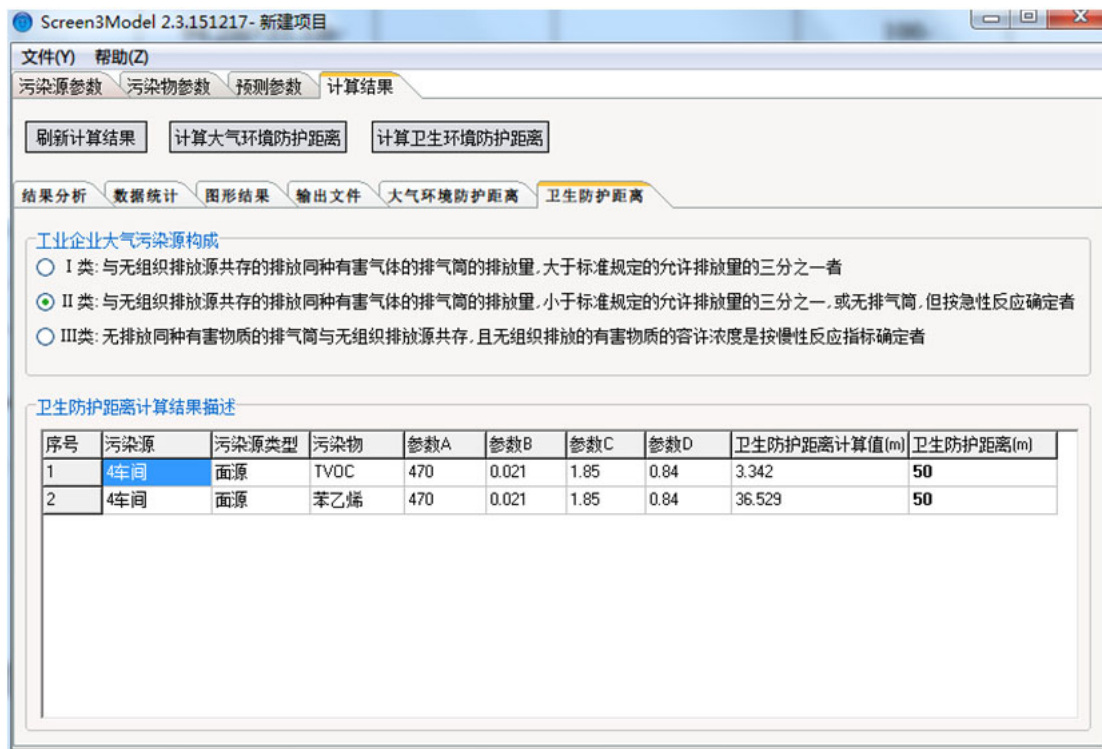 Screen3Model 2.3.151217- 新建项目
文件(Y) 帮助(Z)
污染源参数 污染物参数 预测参数 计算结果
刷新计算结果 计算大气环境防护距离 计算卫生环境防护距离
结果分析 数据统计 图形结果 输出文件 大气环境防护距离 卫生防护距离
工业企业大气污染源构成
I 类: 与无组织排放源共存的排放同种有害气体的排气筒的排放量,大于标准规定的允许排放量的三分之一者
II 类: 与无组织排放源共存的排放同种有害气体的排气筒的排放量,小于标准规定的允许排放量的三分之一,或无排气筒,但按急性反应确定者
III类: 无排放同种有害物质的排气筒与无组织排放源共存,且无组织排放的有害物质的容许浓度是按慢性反应指标确定者
卫生防护距离计算结果描述
序号 污染源 污染源类型 污染物 参数A 参数B 参数C 参数D 卫生防护距离计算值(m) 卫生防护距离(m)
1 4车间 面源 TVOC 470 0.021 1.85 0.84 3.342 50
2 4车间 面源 苯乙烯 470 0.021 1.85 0.84 36.529 50